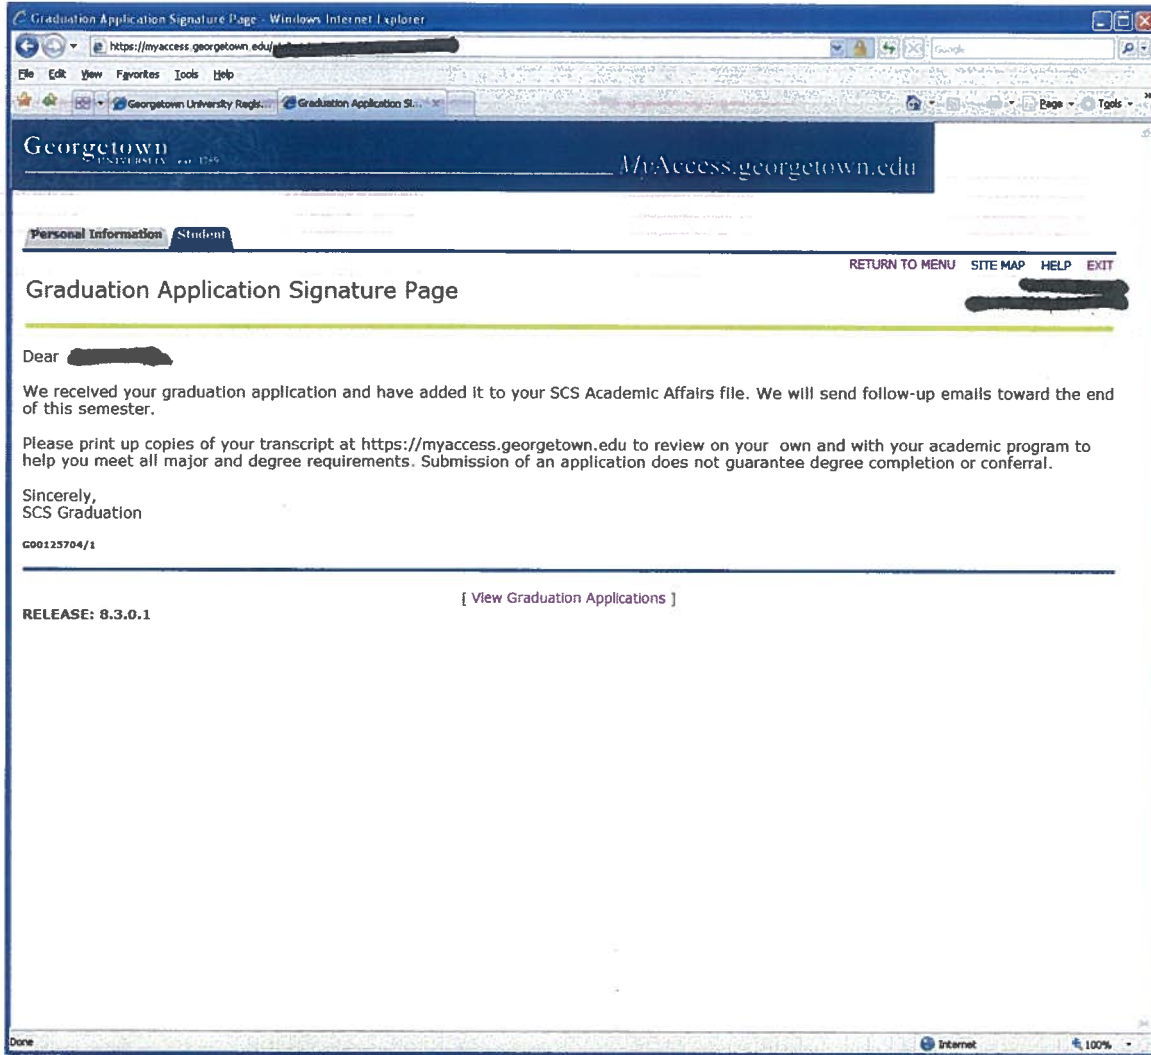 Graduation Application Signature Page - Windows Internet Explorer
https://myaccess.georgetown.edu/
Google
File Edit View Favorites Tools Help
Georgetown University Regis... Graduation Application Si...
Page Tools
Georgetown
UNIVERSITY est 1789
MyAccess.georgetown.edu
Personal Information Student
RETURN TO MENU SITE MAP HELP EXIT
Graduation Application Signature Page
Dear
We received your graduation application and have added it to your SCS Academic Affairs file. We will send follow-up emails toward the end
of this semester.
Please print up copies of your transcript at https://myaccess.georgetown.edu to review on your own and with your academic program to
help you meet all major and degree requirements. Submission of an application does not guarantee degree completion or conferral.
Sincerely,
SCS Graduation
G00125704/1
[ View Graduation Applications ]
RELEASE: 8.3.0.1
Done Internet 100%